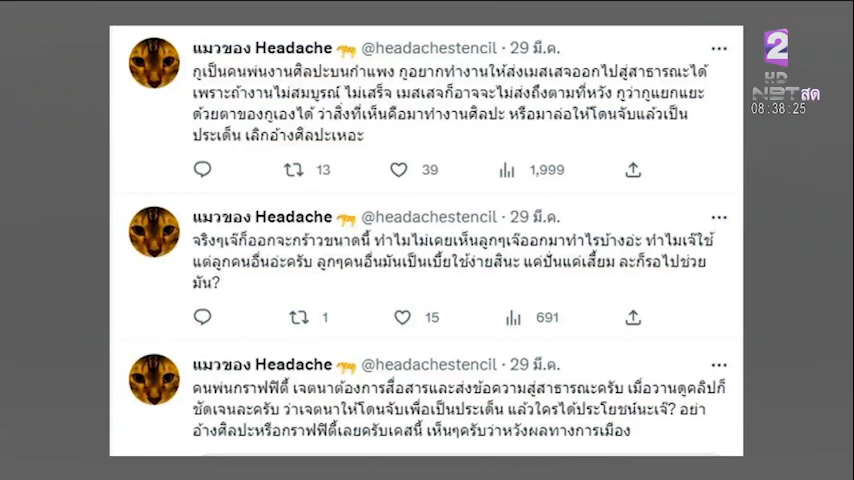 แมวของ Headache 🐆 @headachestencil · 29 มี.ค.
กูเป็นคนพ่นงานศิลปะบนกำแพง กูอยากทำงานให้ส่งเมสเสจออกไปสู่สาธารณะได้
เพราะถ้างานไม่สมบูรณ์ ไม่เสร็จ เมสเสจก็อาจจะไม่ส่งถึงตามที่หวัง กูว่ากูแยกแยะ
ด้วยตาของกูเองได้ ว่าสิ่งที่เห็นคือมาทำงานศิลปะ หรือมาล่อให้โดนจับแล้วเป็น
ประเด็น เลิกอ้างศิลปะเหอะ
13 39 1,999
แมวของ Headache 🐆 @headachestencil · 29 มี.ค.
จริงๆเจ๊ก็ออกจะกร้าวขนาดนี้ ทำไมไม่เคยเห็นลูกๆเจ๊ออกมาทำไรบ้างอ่ะ ทำไมเจ๊ใช้
แต่ลูกคนอื่นอ่ะครับ ลูกๆคนอื่นมันเป็นเบี้ยใช้ง่ายสินะ แค่ปั่นแค่เสี้ยม ละก็รอไปช่วย
มัน?
1 15 691
แมวของ Headache 🐆 @headachestencil · 29 มี.ค.
คนพ่นกราฟฟิตี้ เจตนาต้องการสื่อสารและส่งข้อความสู่สาธารณะครับ เมื่อวานดูคลิปก็
ชัดเจนละครับ ว่าเจตนาให้โดนจับเพื่อเป็นประเด็น แล้วใครได้ประโยชน์นะเจ๊? อย่า
อ้างศิลปะหรือกราฟฟิตี้เลยครับเคสนี้ เห็นๆครับว่าหวังผลทางการเมือง
2
HD
NBT สด
08:38:25